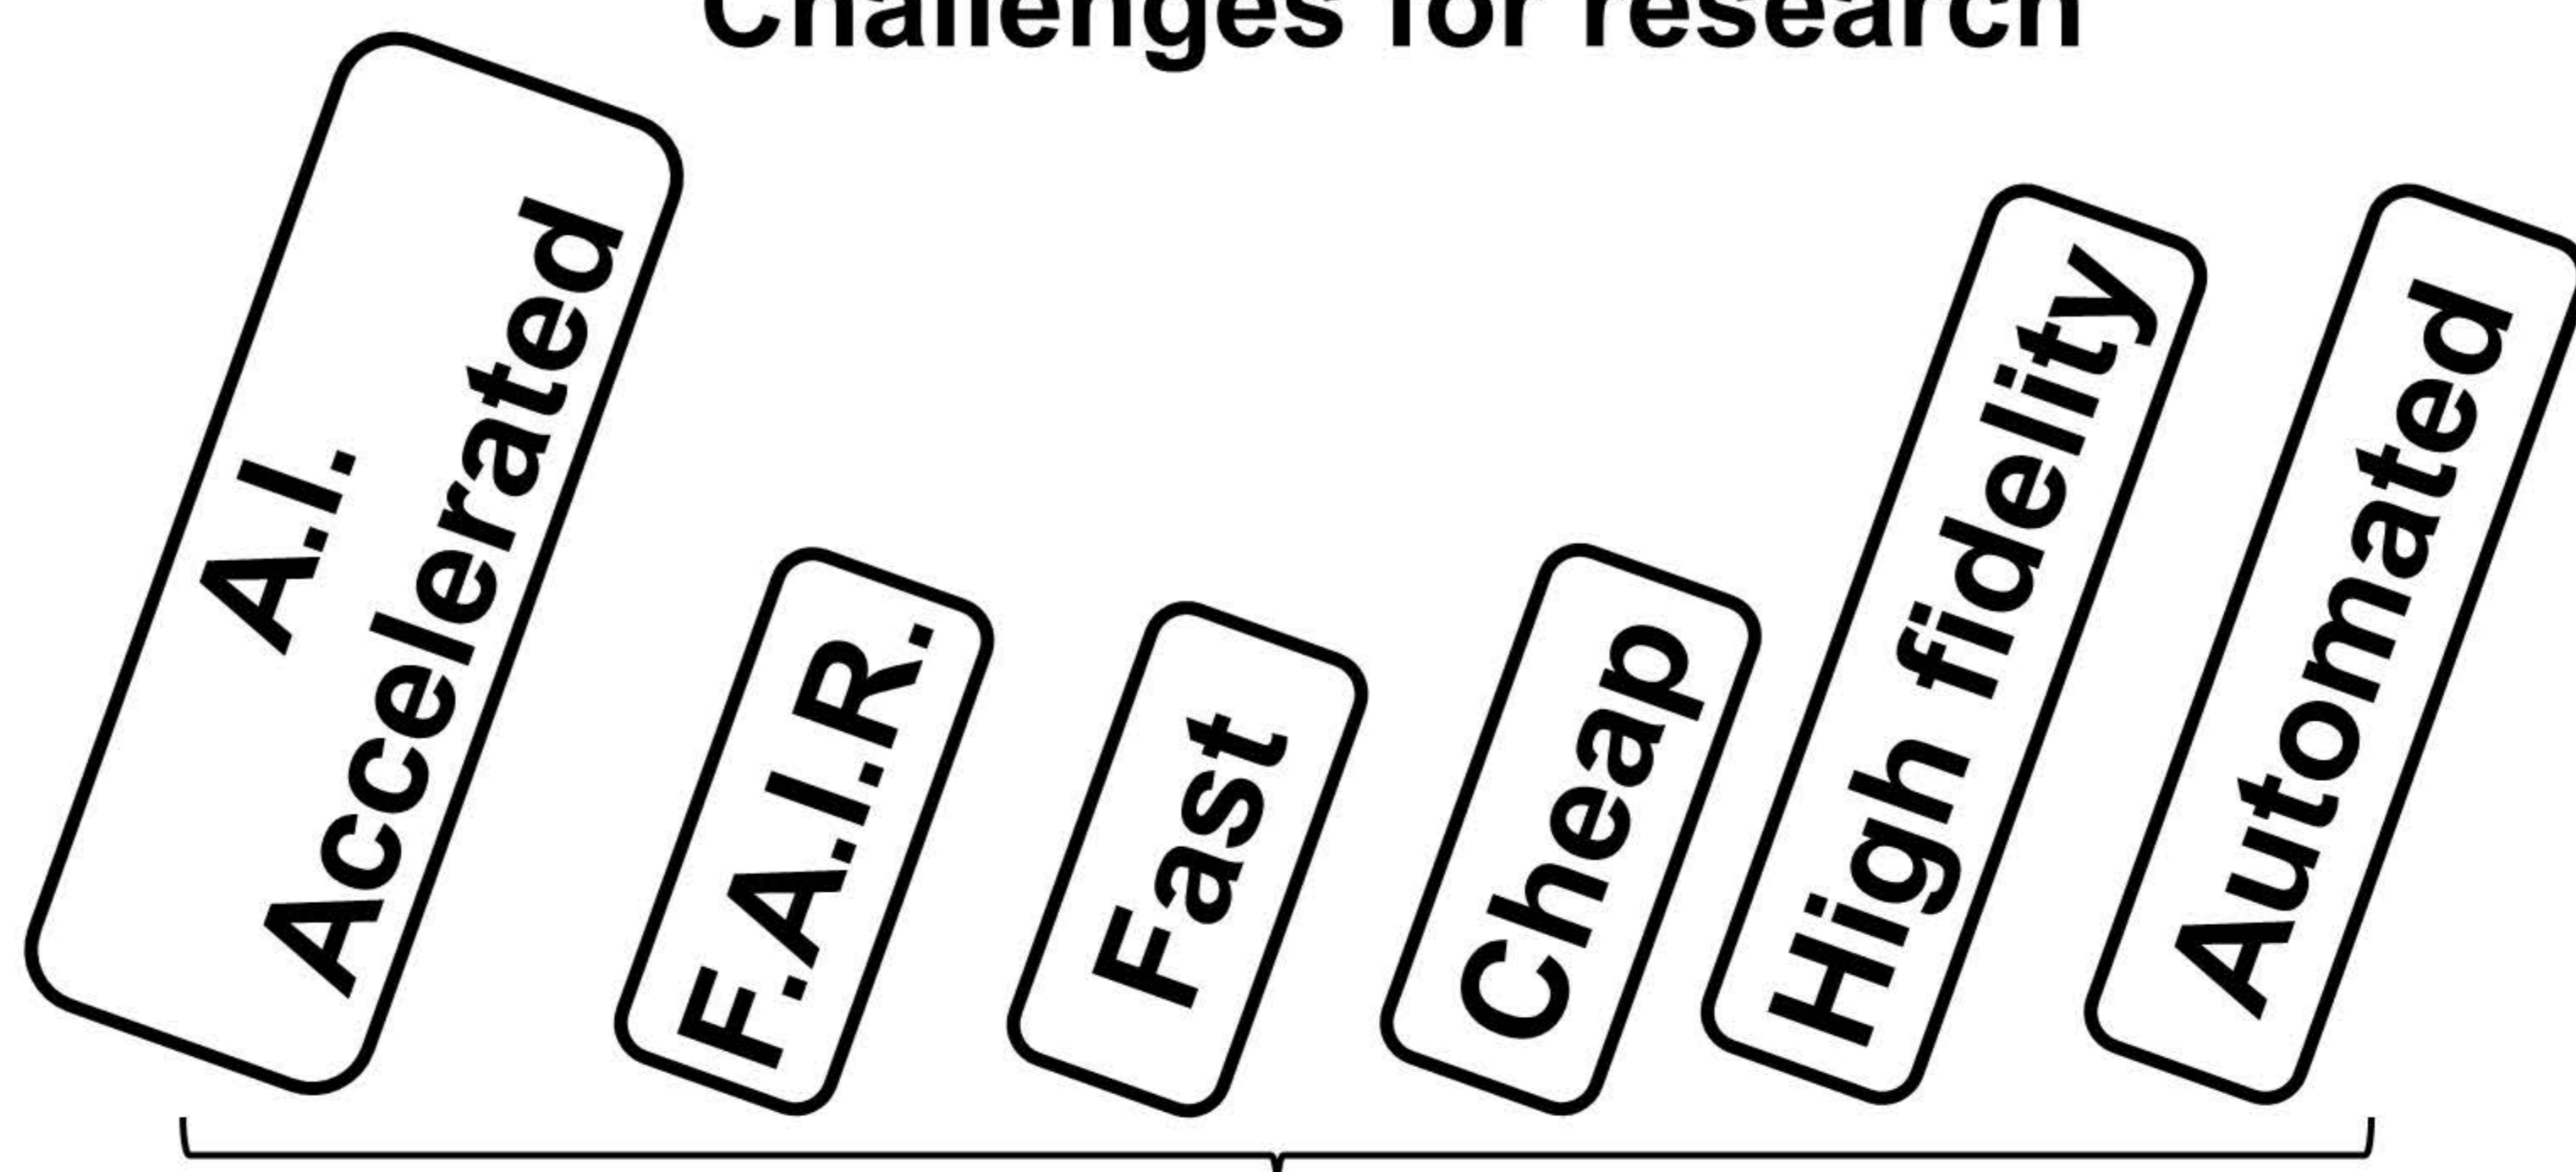 Challenges for research
A.I.
Accelerated
F.A.I.R.
Fast
Cheap
High fidelity
Automated